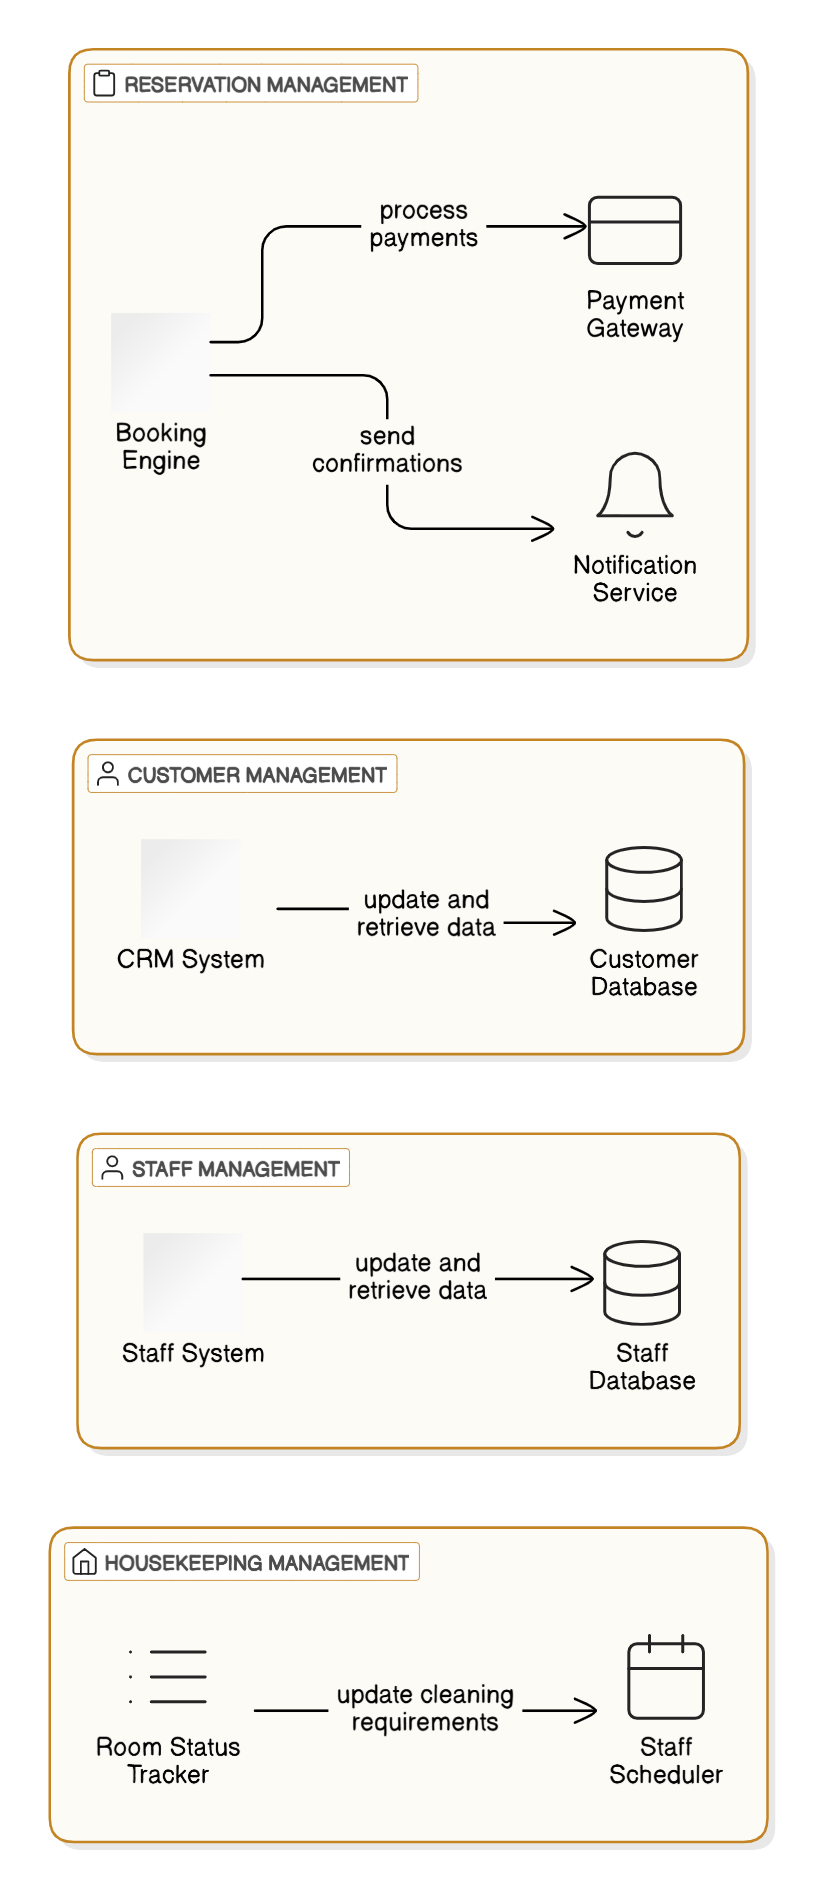 RESERVATION MANAGEMENT
process
payments
Payment
Gateway
Booking
Engine
send
confirmations
Notification
Service
CUSTOMER MANAGEMENT
update and
retrieve data
CRM System
Customer
Database
STAFF MANAGEMENT
update and
retrieve data
Staff System
Staff
Database
HOUSEKEEPING MANAGEMENT
update cleaning
requirements
Room Status
Tracker
Staff
Scheduler